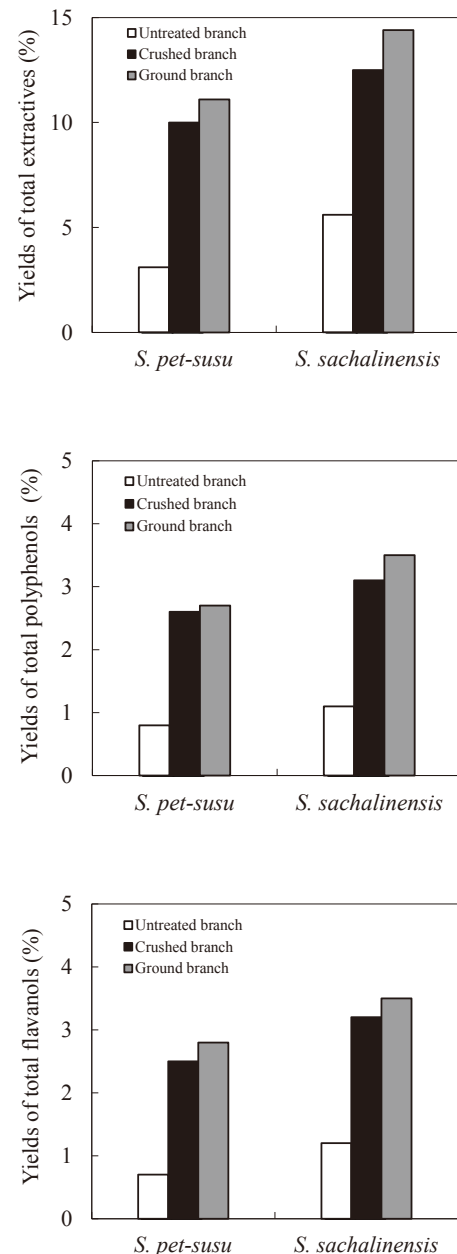 Yields of total extractives (%)
15
10
5
0
Untreated branch
Crushed branch
Ground branch
S. pet-susu
S. sachalinensis
Yields of total polyphenols (%)
5
4
3
2
1
0
Untreated branch
Crushed branch
Ground branch
S. pet-susu
S. sachalinensis
Yields of total flavanols (%)
5
4
3
2
1
0
Untreated branch
Crushed branch
Ground branch
S. pet-susu
S. sachalinensis